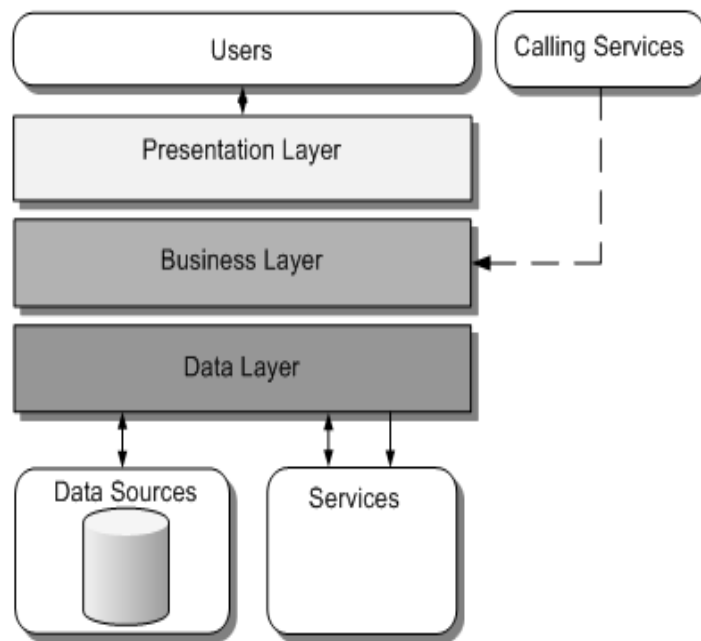 Users
Calling Services
Presentation Layer
Business Layer
Data Layer
Data Sources
Services